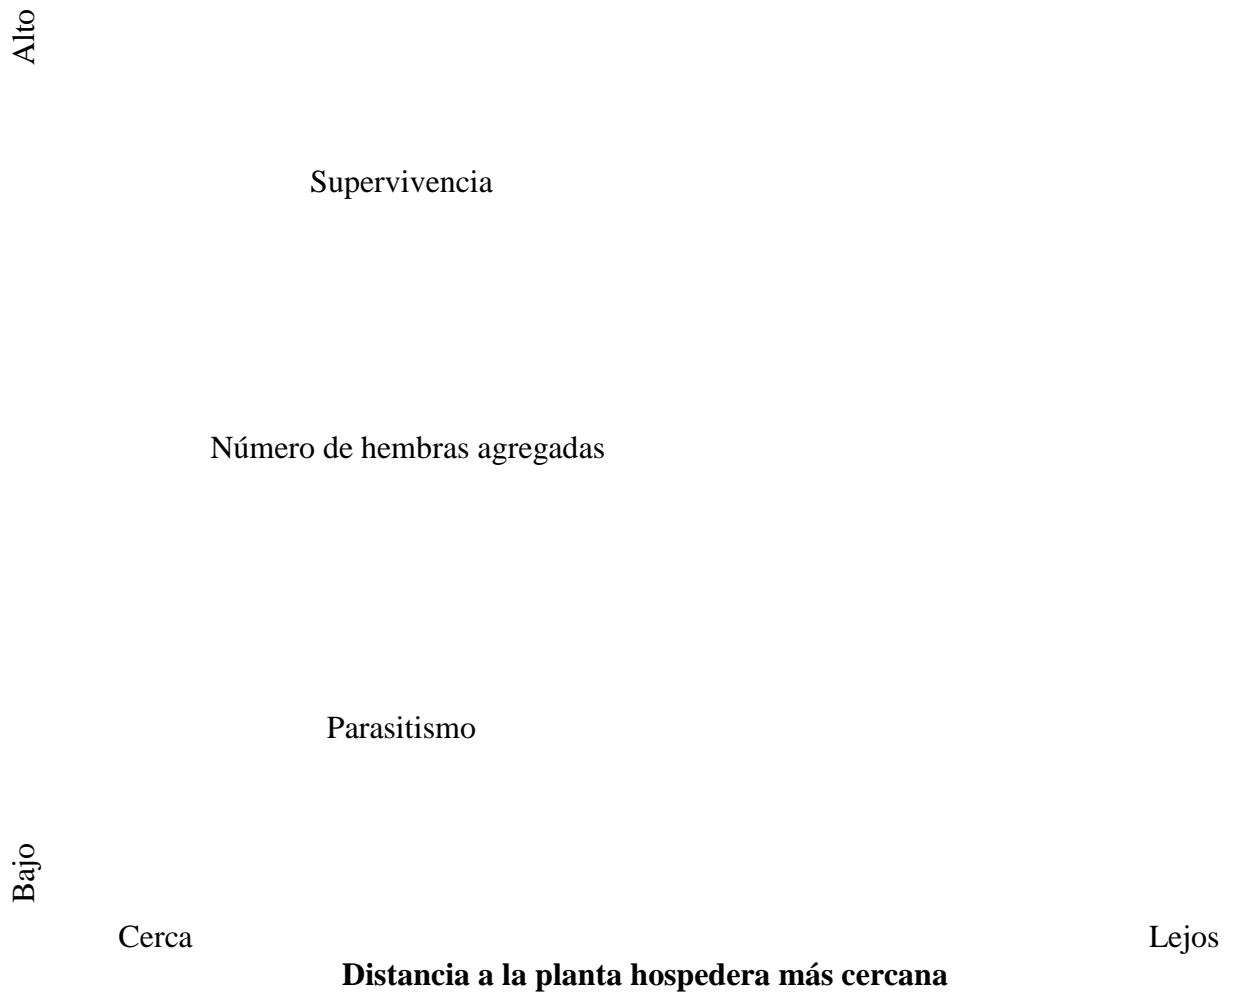 Alto
Supervivencia
Número de hembras agregadas
Parasitismo
Bajo
Cerca Lejos
Distancia a la planta hospedera más cercana